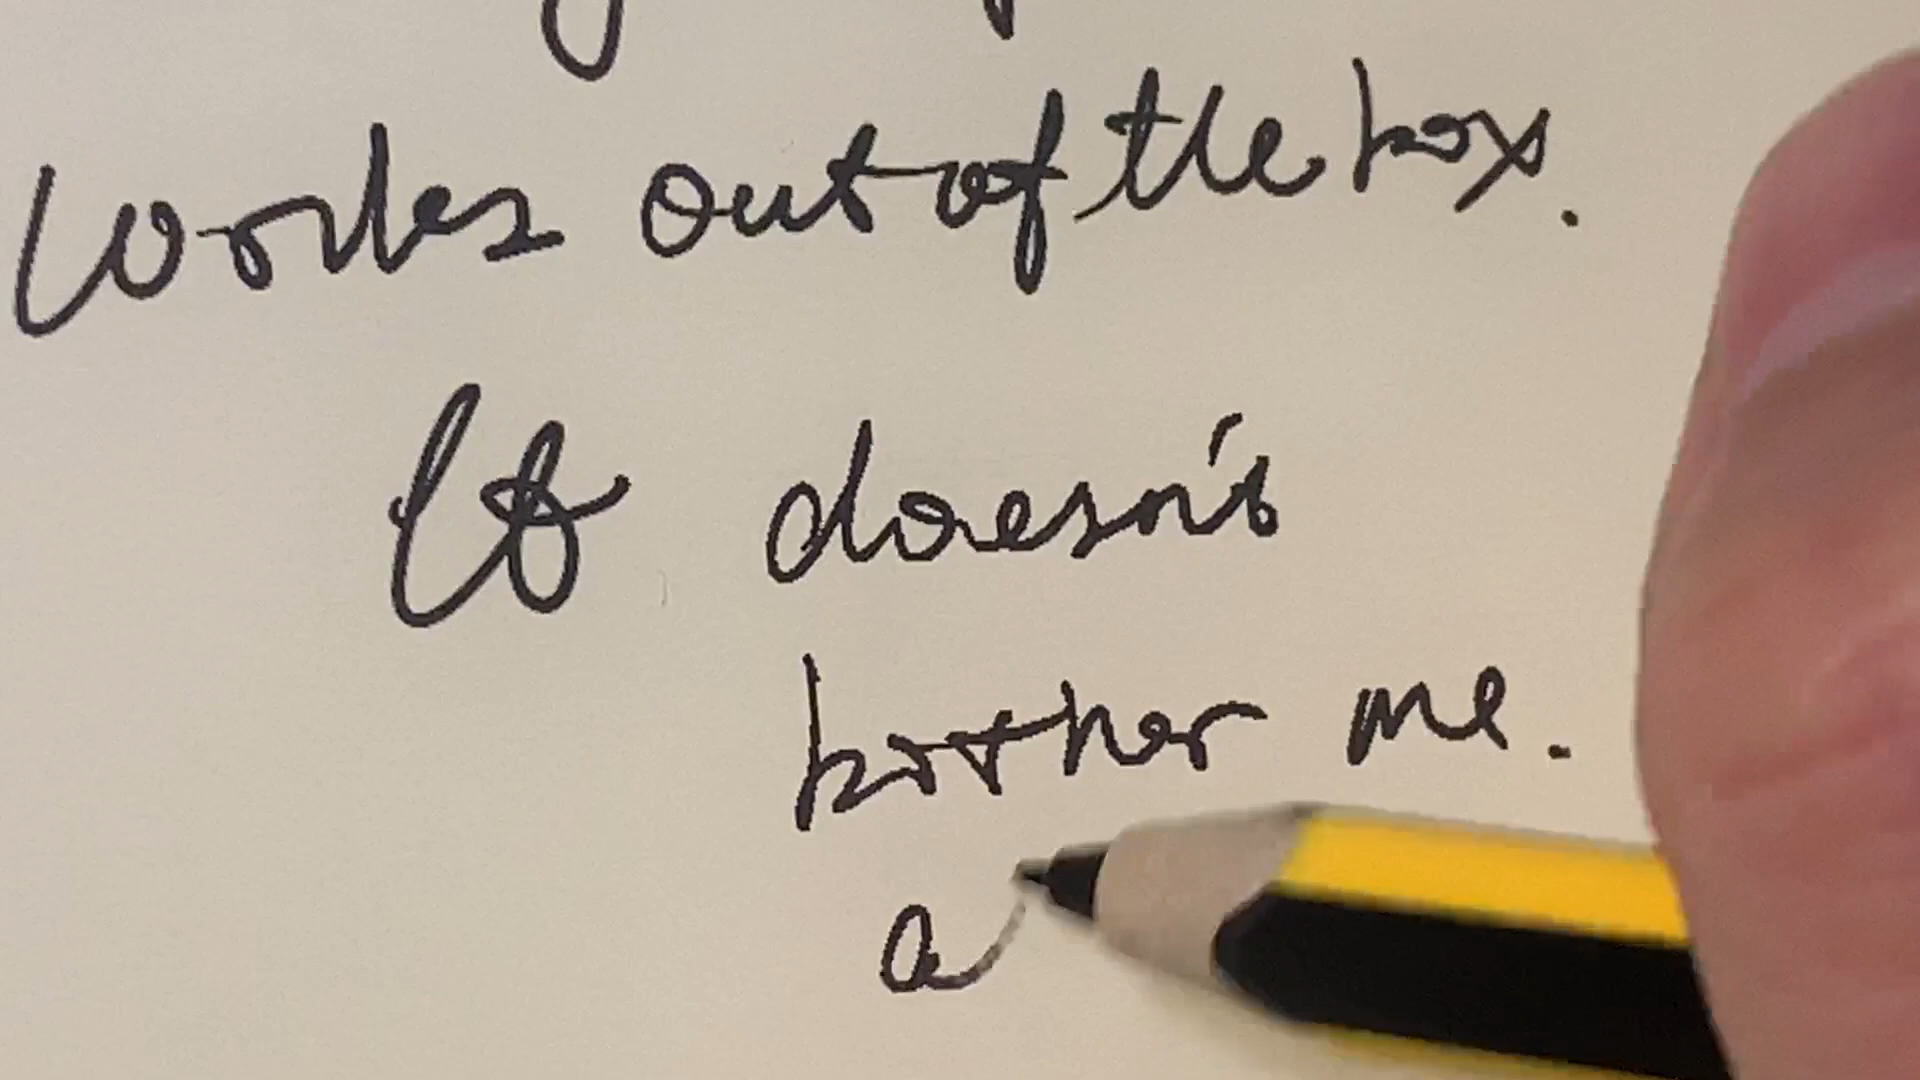 works out of the box.
It doesn't
bother me.
a